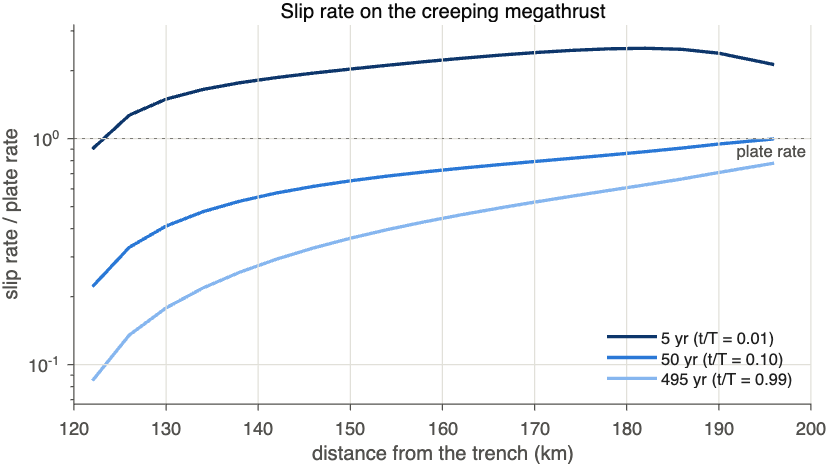 Slip rate on the creeping megathrust
slip rate / plate rate
10⁰
10⁻¹
plate rate
5 yr (t/T = 0.01)
50 yr (t/T = 0.10)
495 yr (t/T = 0.99)
120 130 140 150 160 170 180 190 200
distance from the trench (km)